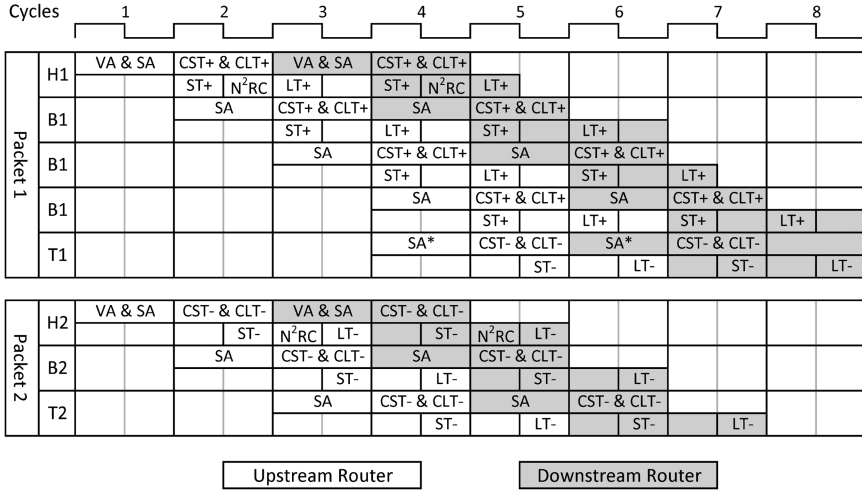 Cycles 1 2 3 4 5 6 7 8
Packet 1
H1 VA & SA CST+ & CLT+ VA & SA CST+ & CLT+
ST+ N²RC LT+ ST+ N²RC LT+
B1 SA CST+ & CLT+ SA CST+ & CLT+
ST+ LT+ ST+ LT+
B1 SA CST+ & CLT+ SA CST+ & CLT+
ST+ LT+ ST+ LT+
B1 SA CST+ & CLT+ SA CST+ & CLT+
ST+ LT+ ST+ LT+
T1 SA* CST- & CLT- SA* CST- & CLT-
ST- LT- ST- LT-
Packet 2
H2 VA & SA CST- & CLT- VA & SA CST- & CLT-
ST- N²RC LT- ST- N²RC LT-
B2 SA CST- & CLT- SA CST- & CLT-
ST- LT- ST- LT-
T2 SA CST- & CLT- SA CST- & CLT-
ST- LT- ST- LT-
Upstream Router Downstream Router